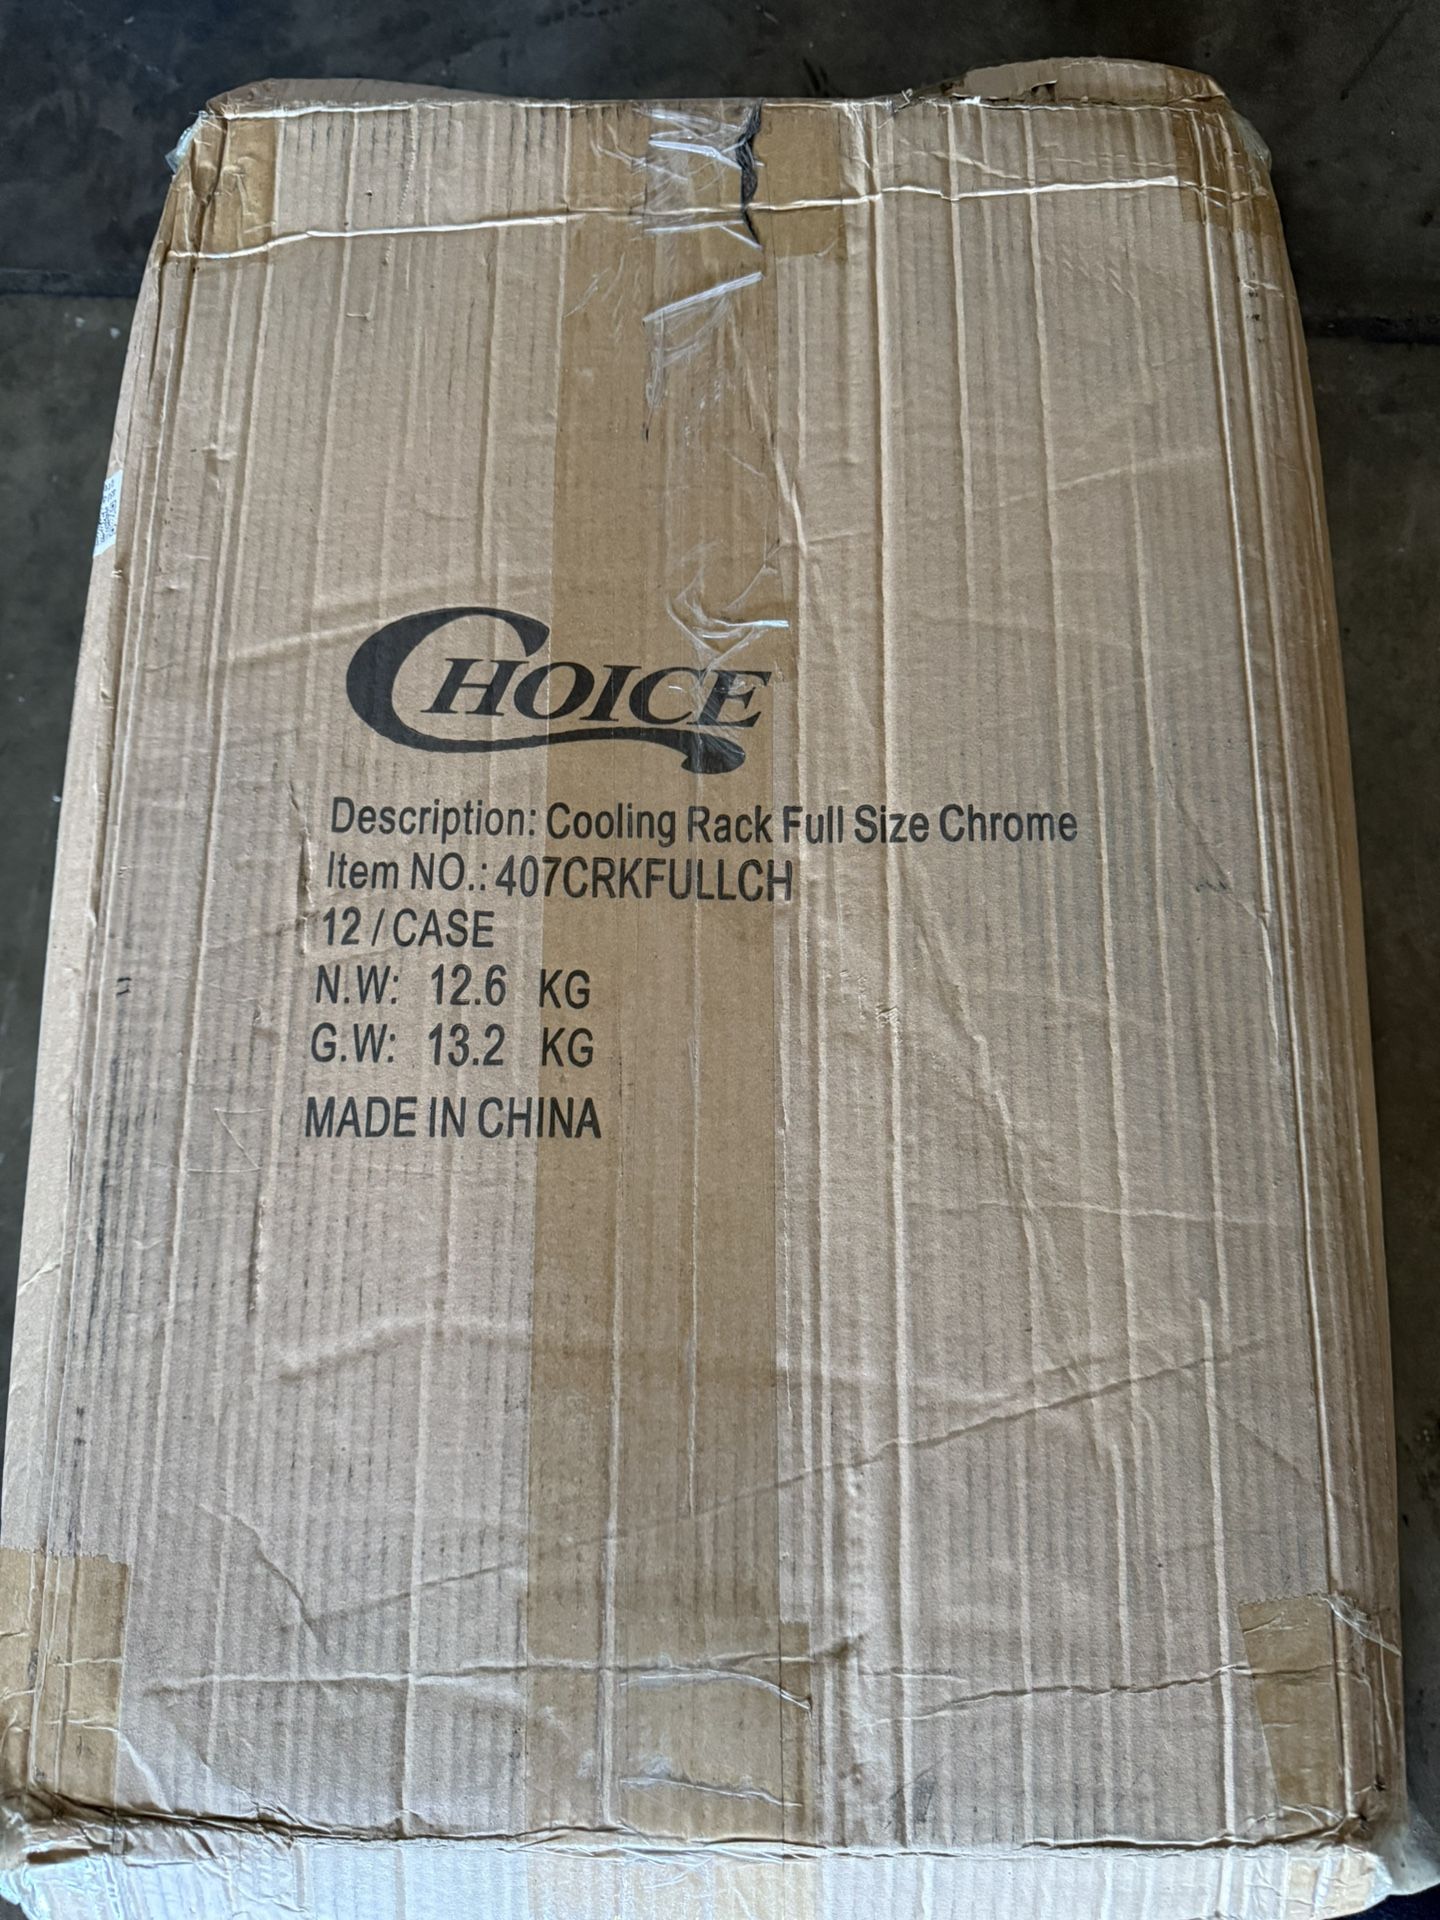 CHOICE
Description: Cooling Rack Full Size Chrome
Item NO.: 407CRKFULLCH
12 / CASE
N.W: 12.6 KG
G.W: 13.2 KG
MADE IN CHINA